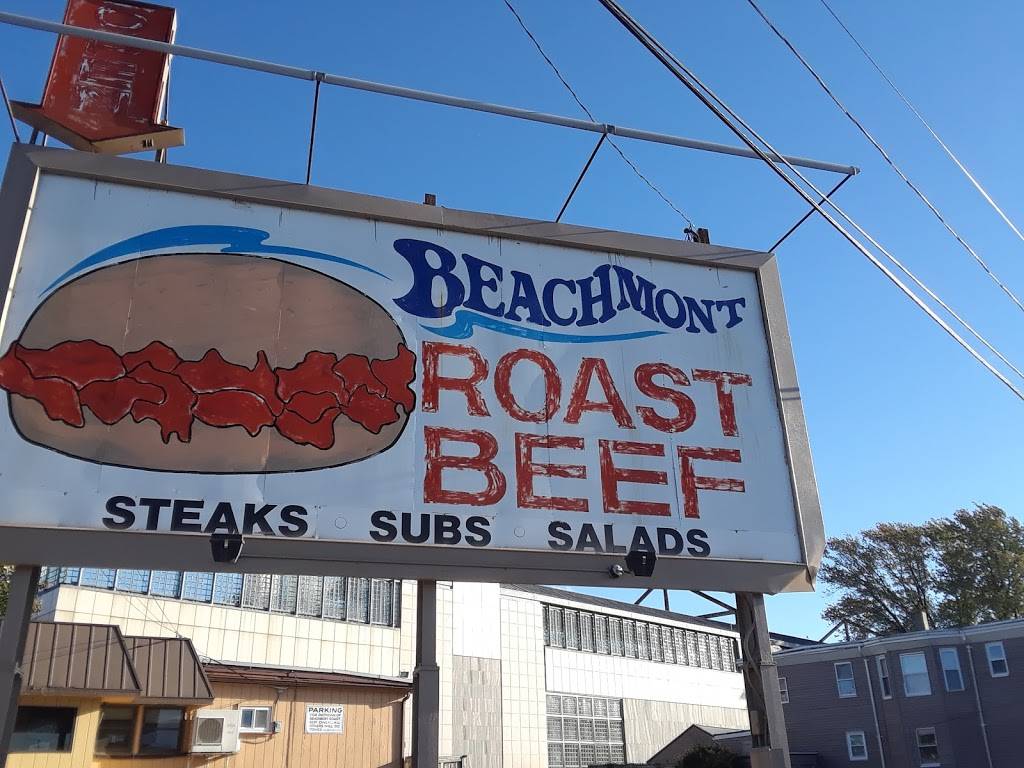 BEACHMONT
ROAST
BEEF
STEAKS SUBS SALADS
PARKING